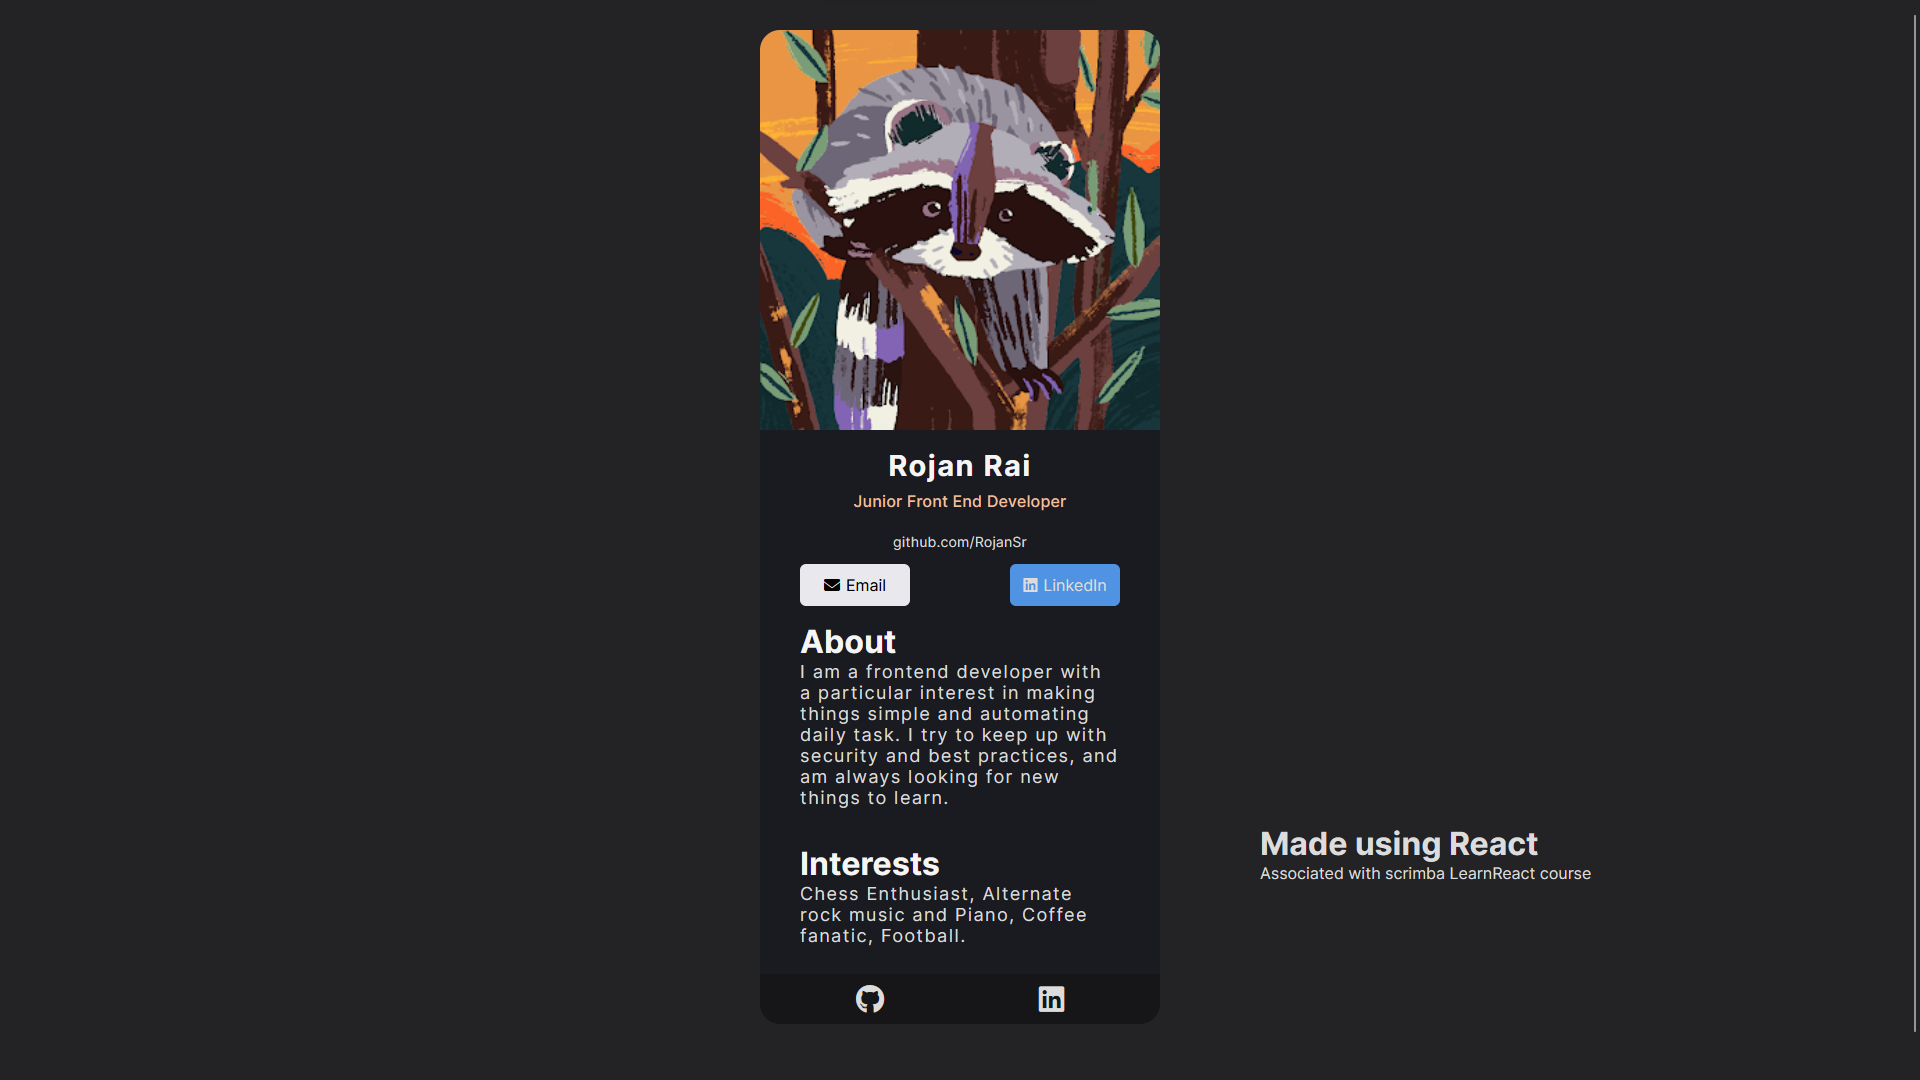 Rojan Rai
Junior Front End Developer
github.com/RojanSr
Email
LinkedIn
About
I am a frontend developer with
a particular interest in making
things simple and automating
daily task. I try to keep up with
security and best practices, and
am always looking for new
things to learn.
Interests
Chess Enthusiast, Alternate
rock music and Piano, Coffee
fanatic, Football.
Made using React
Associated with scrimba LearnReact course